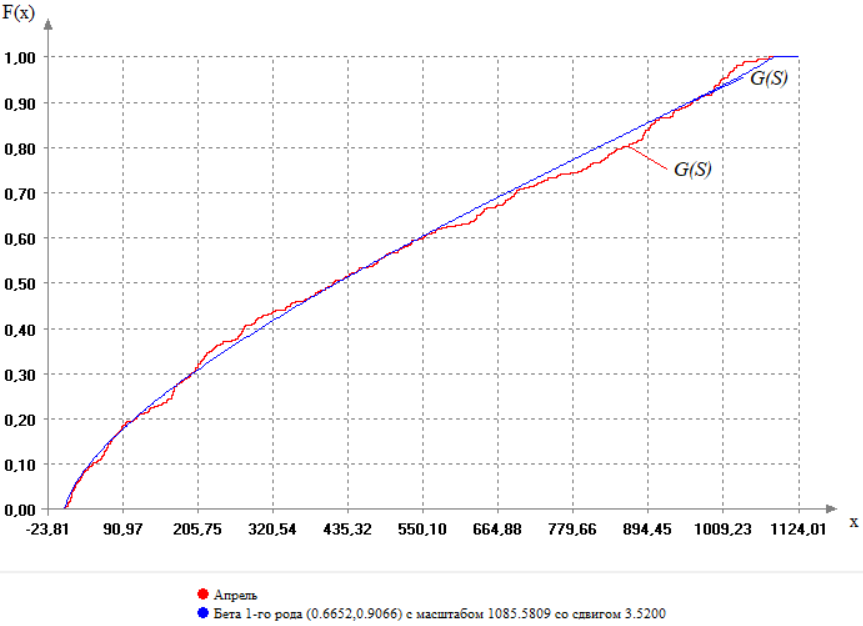 F(x)
1,00
G(S)
0,90
0,80
G(S)
0,70
0,60
0,50
0,40
0,30
0,20
0,10
0,00
-23,81 90,97 205,75 320,54 435,32 550,10 664,88 779,66 894,45 1009,23 1124,01 x
Апрель
Бета 1-го рода (0.6652,0.9066) с масштабом 1085.5809 со сдвигом 3.5200